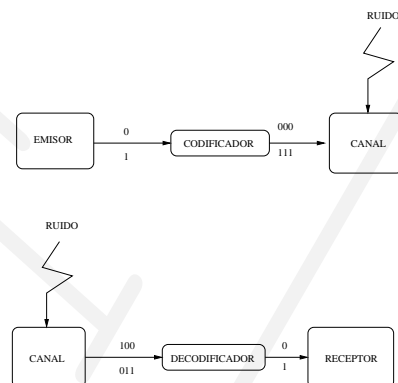 RUIDO
EMISOR
0
1
CODIFICADOR
000
111
CANAL
RUIDO
CANAL
100
011
DECODIFICADOR
0
1
RECEPTOR